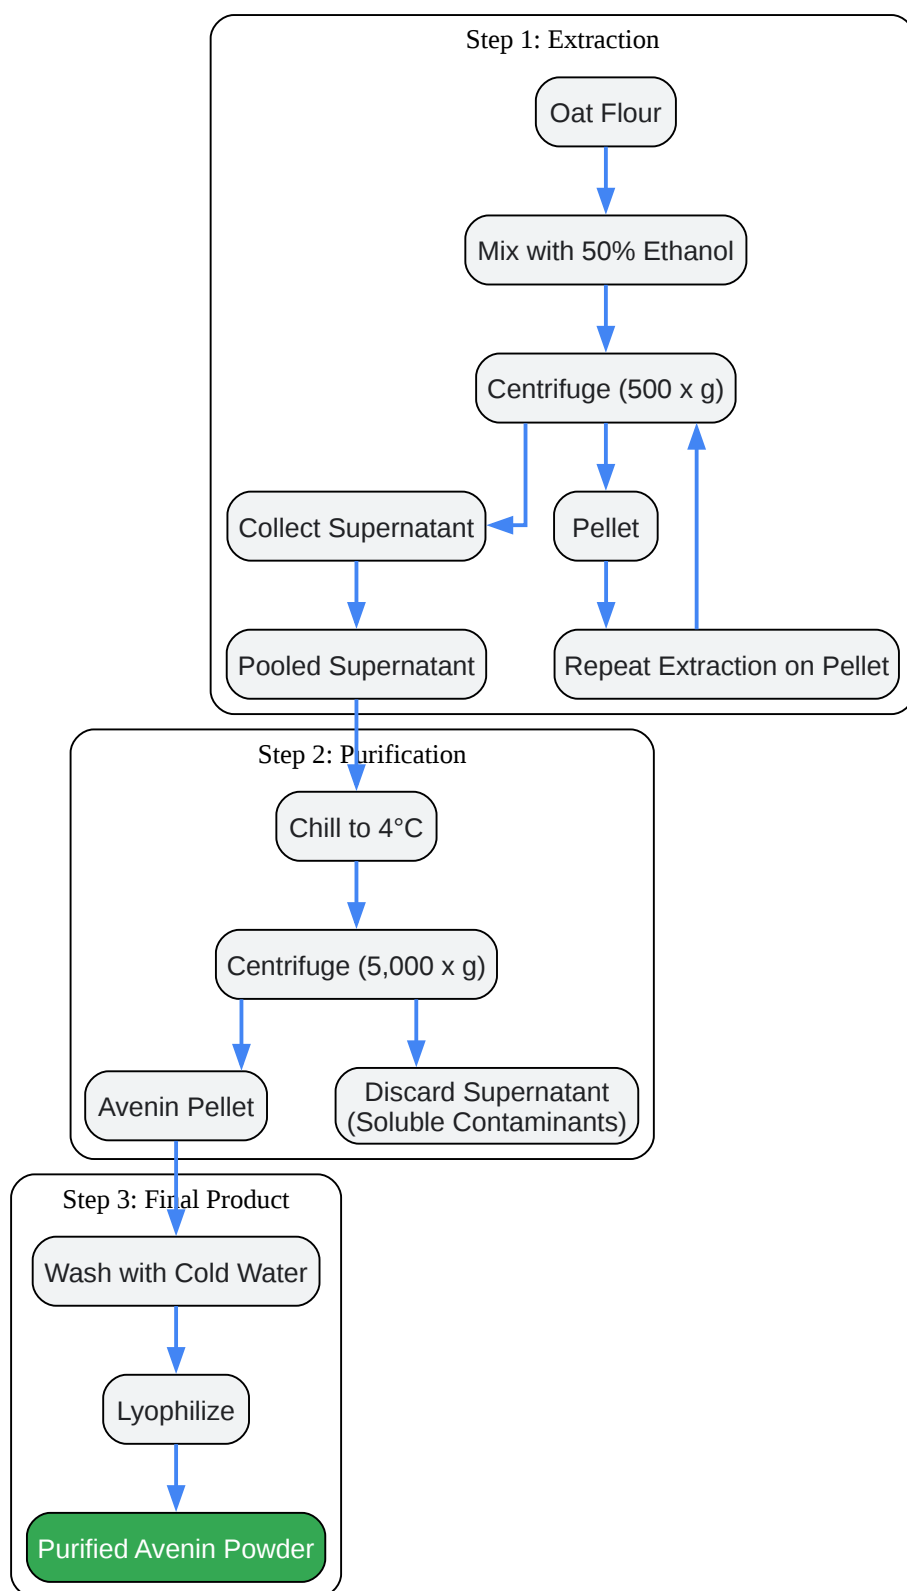 Step 1: Extraction
Oat Flour
Mix with 50% Ethanol
Centrifuge (500 x g)
Collect Supernatant
Pellet
Pooled Supernatant
Repeat Extraction on Pellet
Step 2: Purification
Chill to 4°C
Centrifuge (5,000 x g)
Avenin Pellet
Discard Supernatant
(Soluble Contaminants)
Step 3: Final Product
Wash with Cold Water
Lyophilize
Purified Avenin Powder